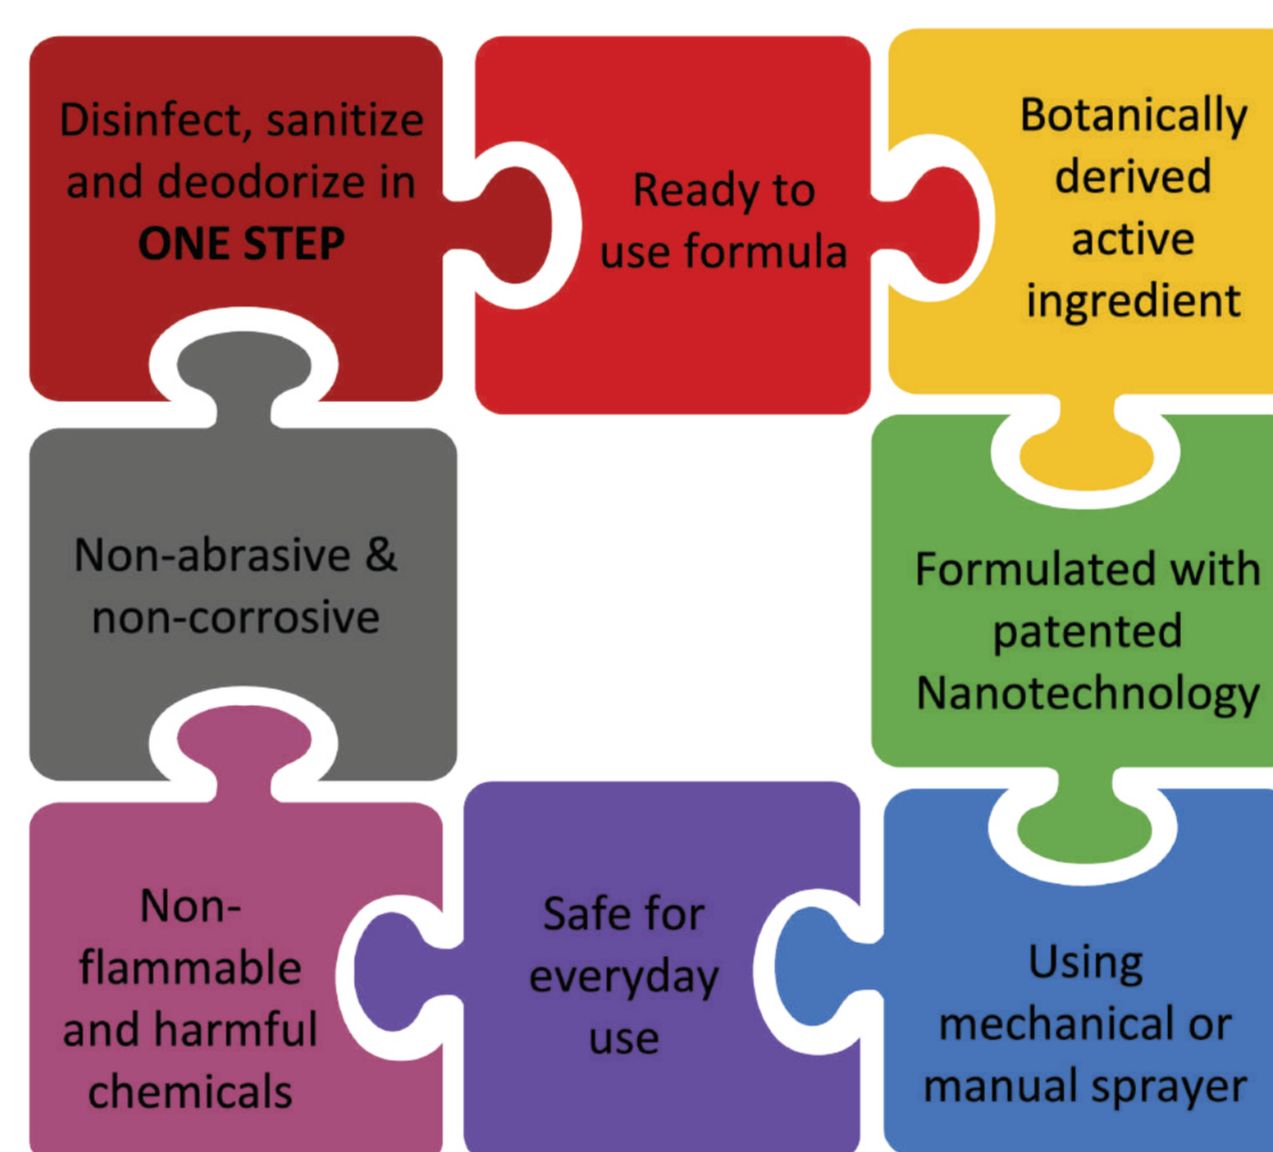 Disinfect, sanitize
and deodorize in
ONE STEP
Ready to
use formula
Botanically
derived
active
ingredient
Non-abrasive &
non-corrosive
Formulated with
patented
Nanotechnology
Non-
flammable
and harmful
chemicals
Safe for
everyday
use
Using
mechanical or
manual sprayer